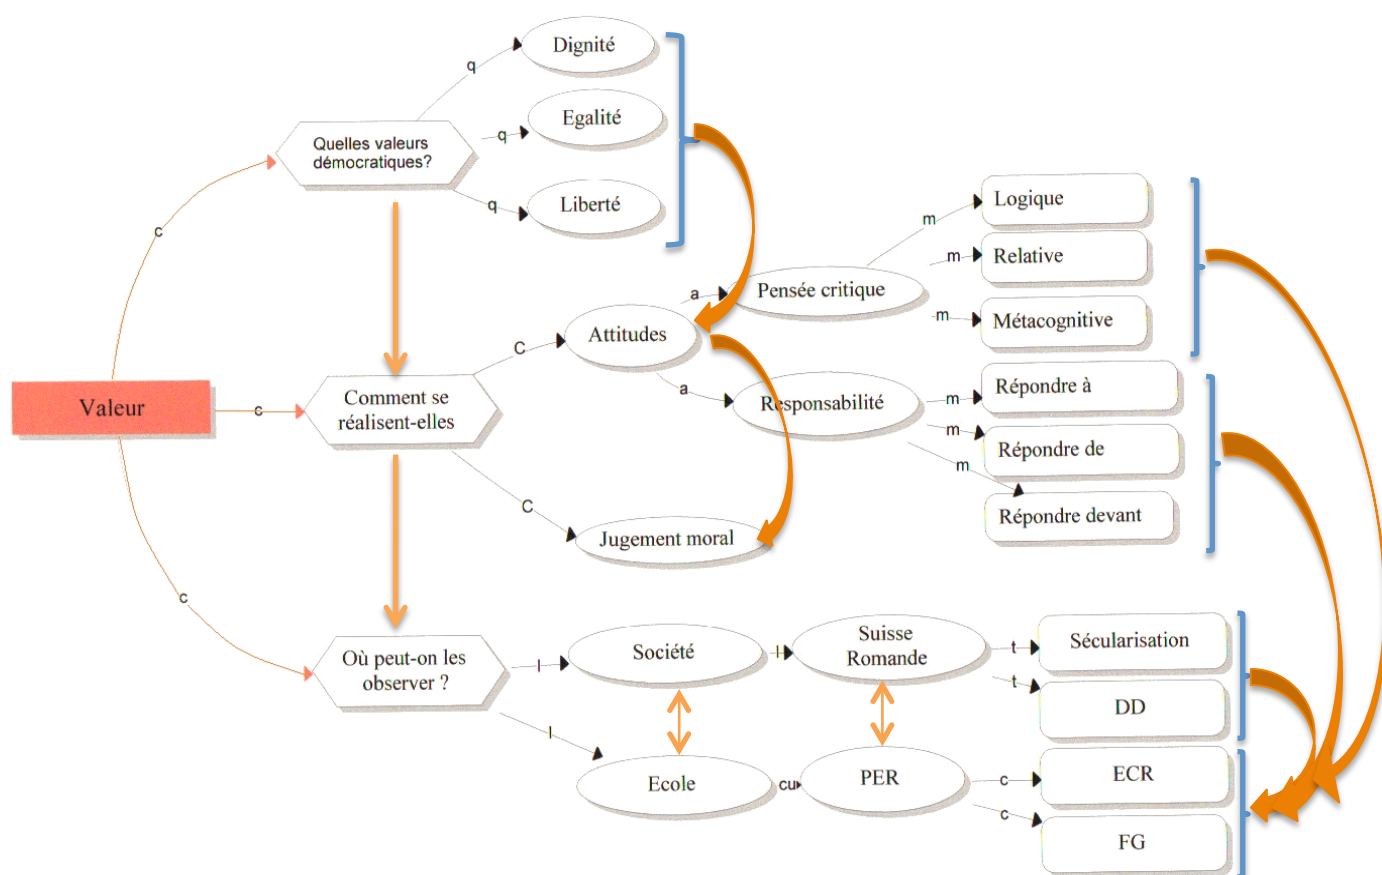 Dignité
q
Egalité
q
Quelles valeurs
démocratiques?
q
Liberté
c
Logique
m
Relative
m
a
Pensée critique
m
Métacognitive
Attitudes
C
a
Valeur
c
Comment se
réalisent-elles
Responsabilité
m
Répondre à
m
Répondre de
m
Répondre devant
C
Jugement moral
c
Où peut-on les
observer ?
l
Société
l
Suisse
Romande
t
Sécularisation
t
DD
l
Ecole
cu
PER
c
ECR
c
FG